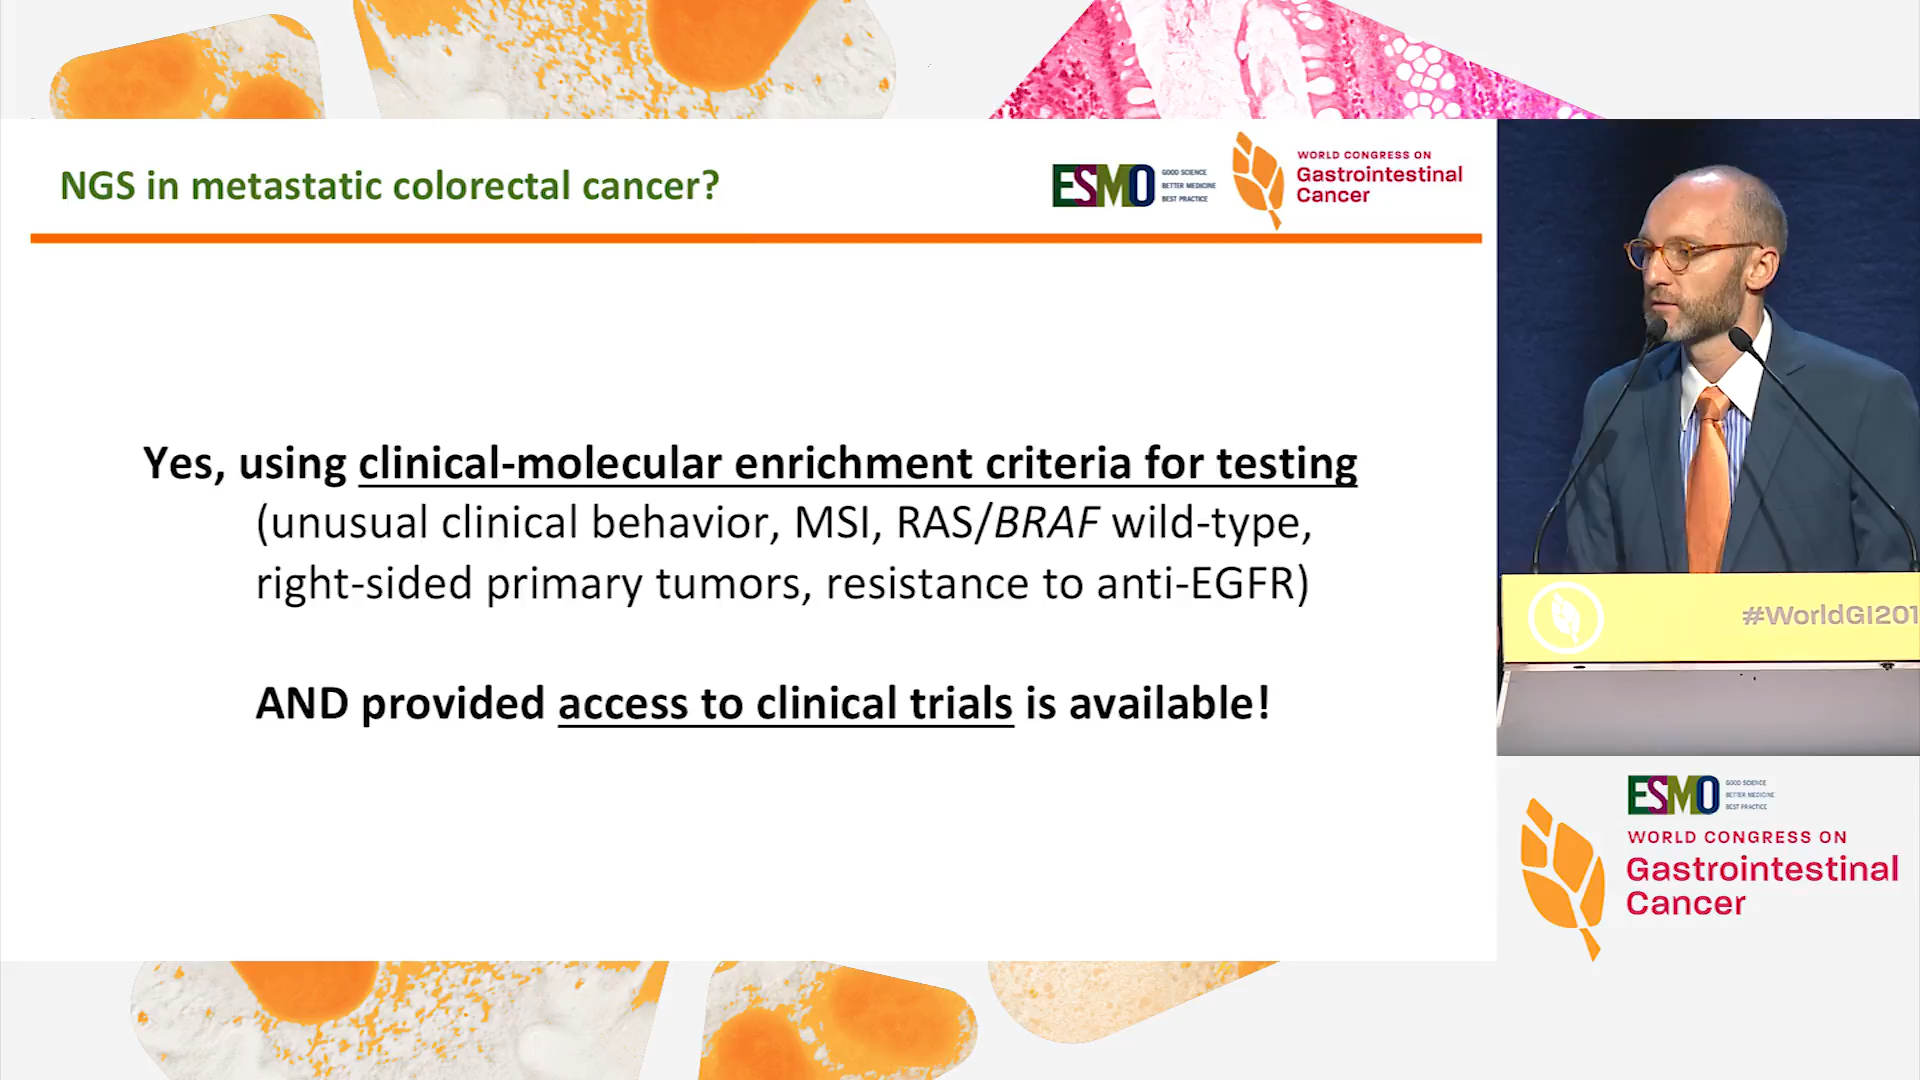 NGS in metastatic colorectal cancer?
ESMO
GOOD SCIENCE
BETTER MEDICINE
BEST PRACTICE
WORLD CONGRESS ON
Gastrointestinal
Cancer
Yes, using clinical-molecular enrichment criteria for testing
(unusual clinical behavior, MSI, RAS/BRAF wild-type,
right-sided primary tumors, resistance to anti-EGFR)
AND provided access to clinical trials is available!
#WorldGI201
ESMO
GOOD SCIENCE
BETTER MEDICINE
BEST PRACTICE
WORLD CONGRESS ON
Gastrointestinal
Cancer